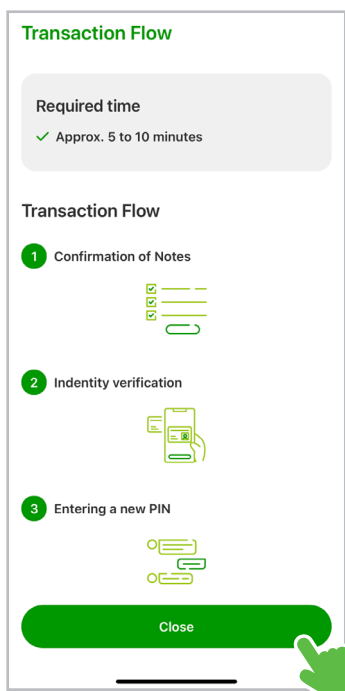 Transaction Flow
Required time
Approx. 5 to 10 minutes
Transaction Flow
1 Confirmation of Notes
2 Indentity verification
3 Entering a new PIN
Close